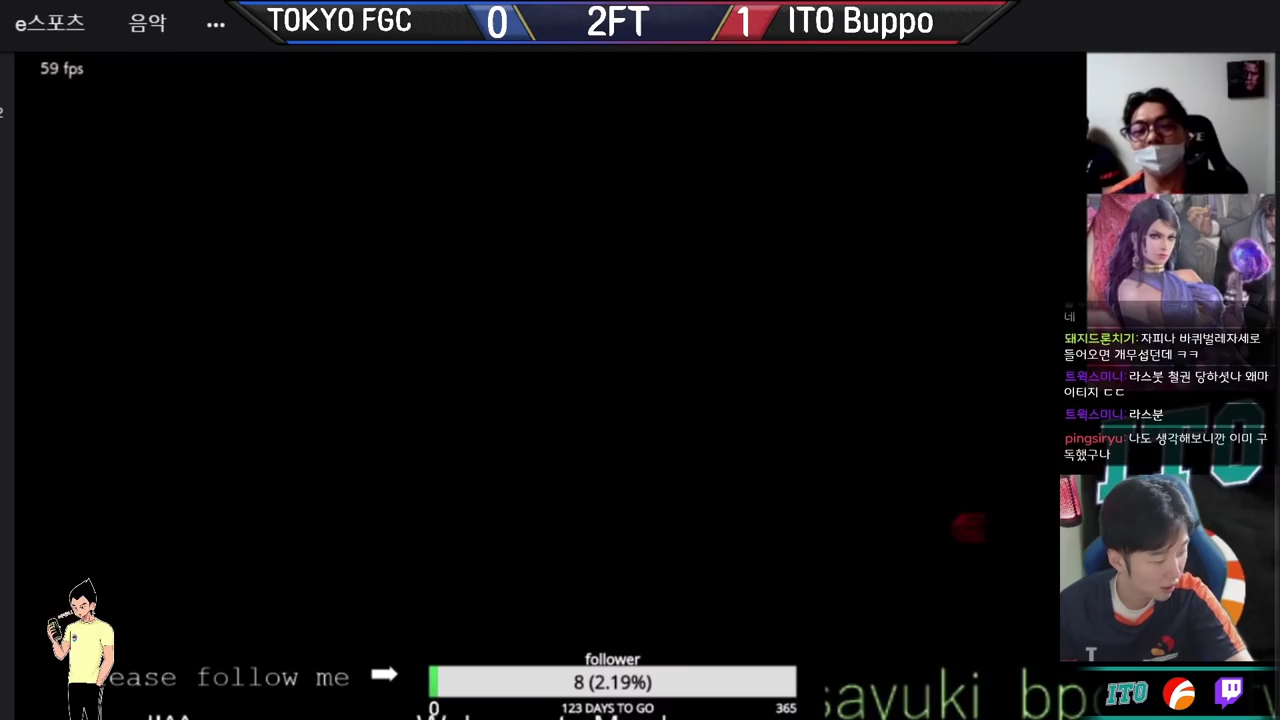 e스포츠 음악 •••
TOKYO FGC 0 2FT 1 ITO Buppo
59 fps
2
네
돼지드론치기: 자피나 바퀴벌레자세로
들어오면 개무섭던데 ㅋㅋ
트윅스미니: 라스붓 철권 당하셧나 왜마
이티지 ㄷㄷ
트윅스미니: 라스분
pingsiryu: 나도 생각해보니깐 이미 구
독했구나
ITO
ease follow me ➡
follower
8 (2.19%)
0 123 DAYS TO GO 365
sayuki bp
ITO